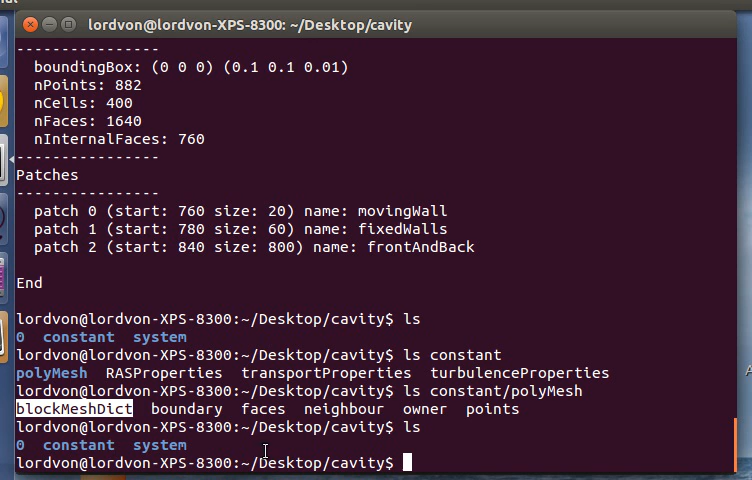 lordvon@lordvon-XPS-8300: ~/Desktop/cavity
---------------
boundingBox: (0 0 0) (0.1 0.1 0.01)
nPoints: 882
nCells: 400
nFaces: 1640
nInternalFaces: 760
---------------
Patches
---------------
patch 0 (start: 760 size: 20) name: movingWall
patch 1 (start: 780 size: 60) name: fixedWalls
patch 2 (start: 840 size: 800) name: frontAndBack
End
lordvon@lordvon-XPS-8300:~/Desktop/cavity$ ls
0  constant  system
lordvon@lordvon-XPS-8300:~/Desktop/cavity$ ls constant
polyMesh  RASProperties  transportProperties  turbulenceProperties
lordvon@lordvon-XPS-8300:~/Desktop/cavity$ ls constant/polyMesh
blockMeshDict  boundary  faces  neighbour  owner  points
lordvon@lordvon-XPS-8300:~/Desktop/cavity$ ls
0  constant  system
lordvon@lordvon-XPS-8300:~/Desktop/cavity$